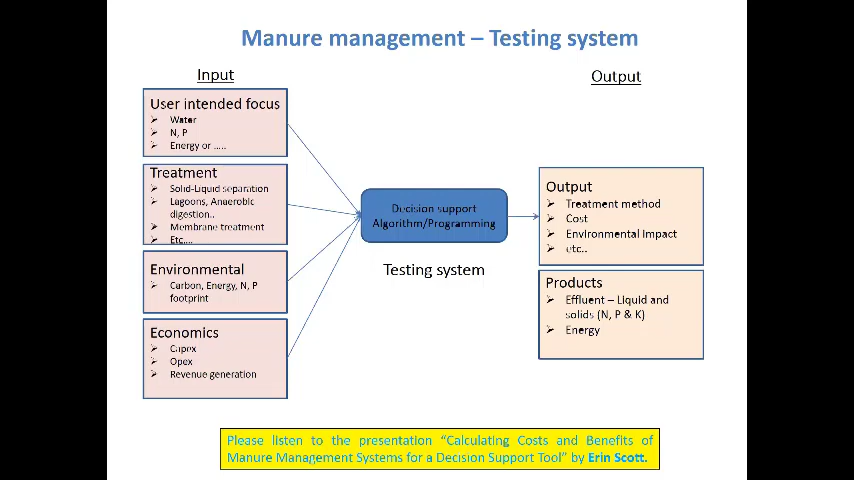 Manure management – Testing system
Input
Output
User intended focus
Water
N, P
Energy or .....
Treatment
Solid-Liquid separation
Lagoons, Anaerobic
digestion..
Membrane treatment
Etc....
Environmental
Carbon, Energy, N, P
footprint
Economics
Capex
Opex
Revenue generation
Decision support
Algorithm/Programming
Testing system
Output
Treatment method
Cost
Environmental Impact
etc..
Products
Effluent – Liquid and
solids (N, P & K)
Energy
Please listen to the presentation “Calculating Costs and Benefits of
Manure Management Systems for a Decision Support Tool” by Erin Scott.